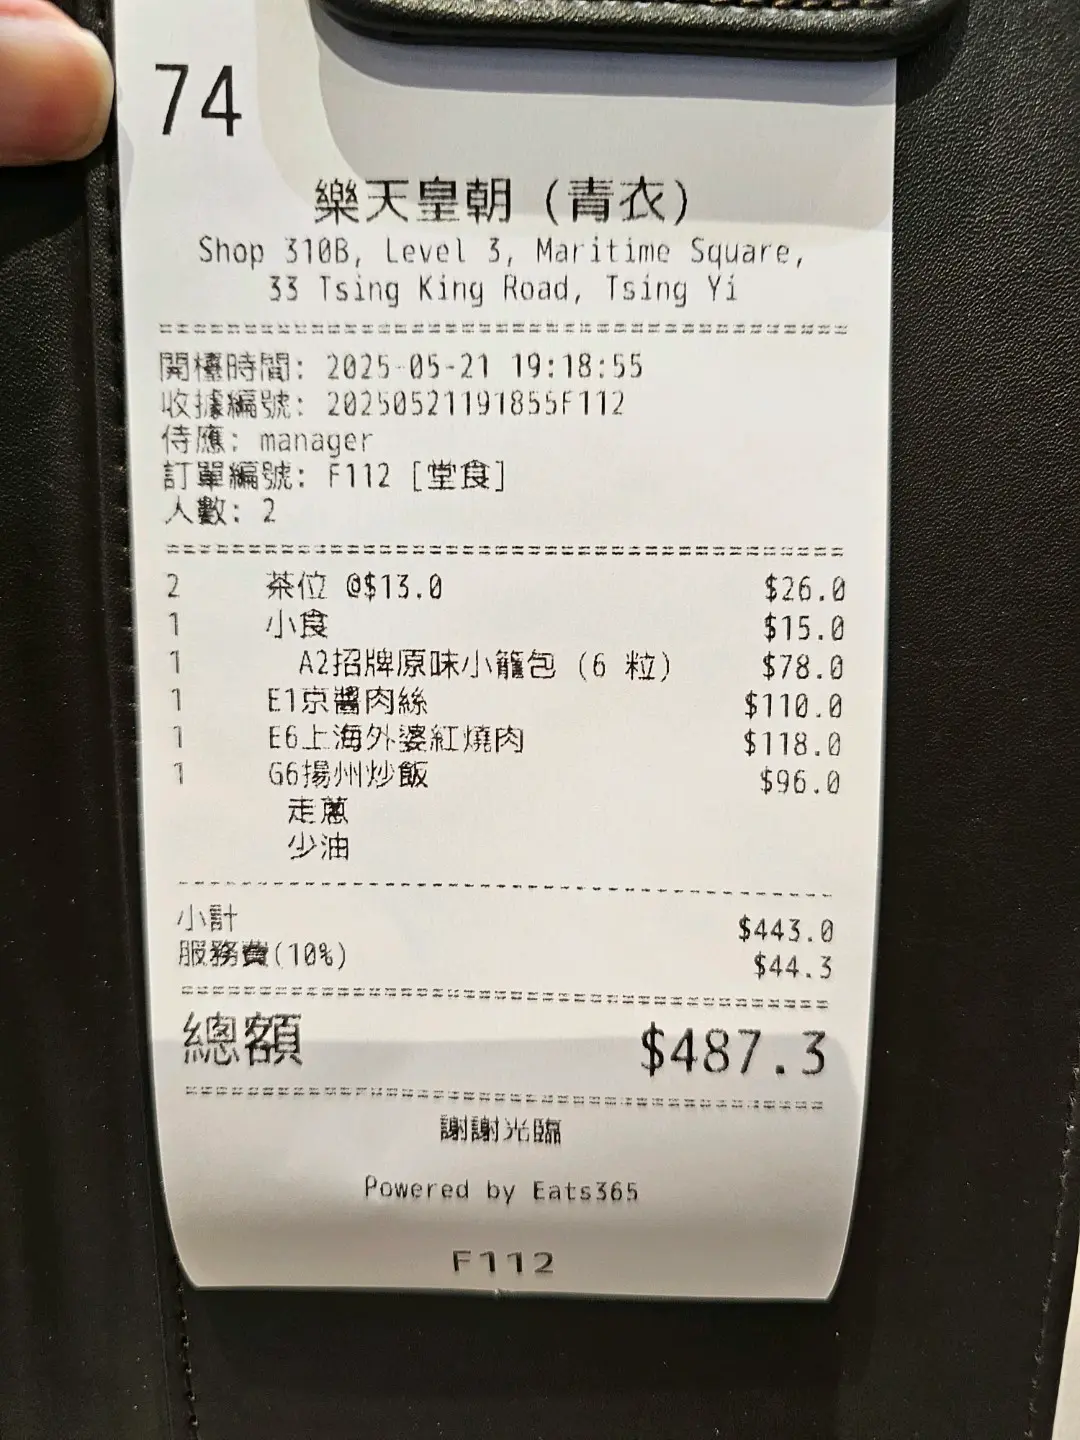 74
樂天皇朝 (青衣)
Shop 310B, Level 3, Maritime Square,
33 Tsing King Road, Tsing Yi
開檯時間: 2025-05-21 19:18:55
收據編號: 20250521191855F112
侍應: manager
訂單編號: F112 [堂食]
人數: 2
2 茶位 @$13.0 $26.0
1 小食 $15.0
1 A2招牌原味小籠包 (6 粒) $78.0
1 E1京醬肉絲 $110.0
1 E6上海外婆紅燒肉 $118.0
1 G6揚州炒飯 $96.0
走蔥
少油
小計 $443.0
服務費(10%) $44.3
總額 $487.3
謝謝光臨
Powered by Eats365
F112